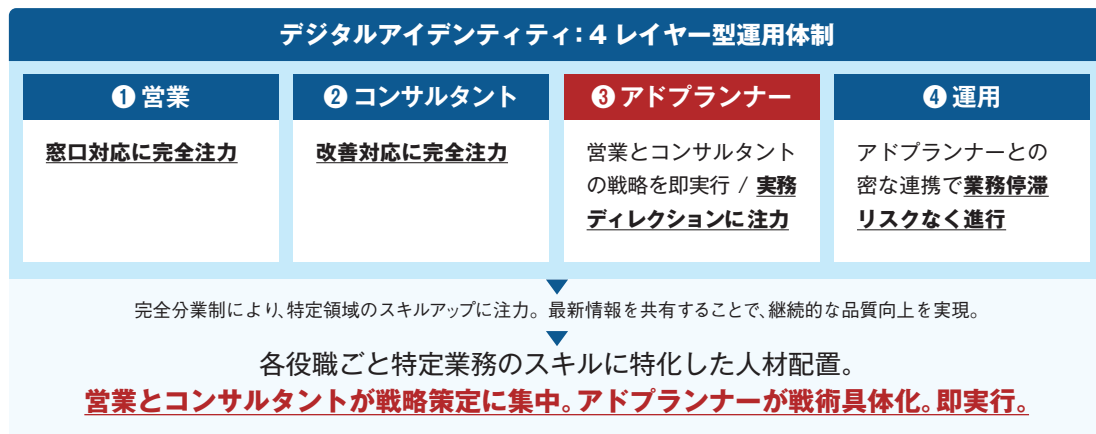 デジタルアイデンティティ:4 レイヤー型運用体制
❶ 営業
窓口対応に完全注力
❷ コンサルタント
改善対応に完全注力
❸ アドプランナー
営業とコンサルタント
の戦略を即実行 / 実務
ディレクションに注力
❹ 運用
アドプランナーとの
密な連携で業務停滞
リスクなく進行
完全分業制により、特定領域のスキルアップに注力。最新情報を共有することで、継続的な品質向上を実現。
各役職ごと特定業務のスキルに特化した人材配置。
営業とコンサルタントが戦略策定に集中。アドプランナーが戦術具体化。即実行。